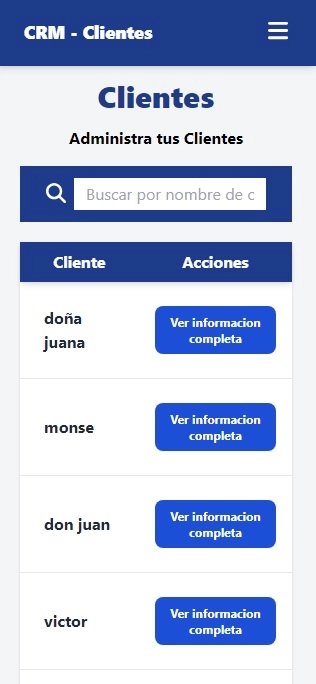 CRM - Clientes
Clientes
Administra tus Clientes
Buscar por nombre de c
Cliente Acciones
doña
juana
Ver informacion
completa
monse
Ver informacion
completa
don juan
Ver informacion
completa
victor
Ver informacion
completa